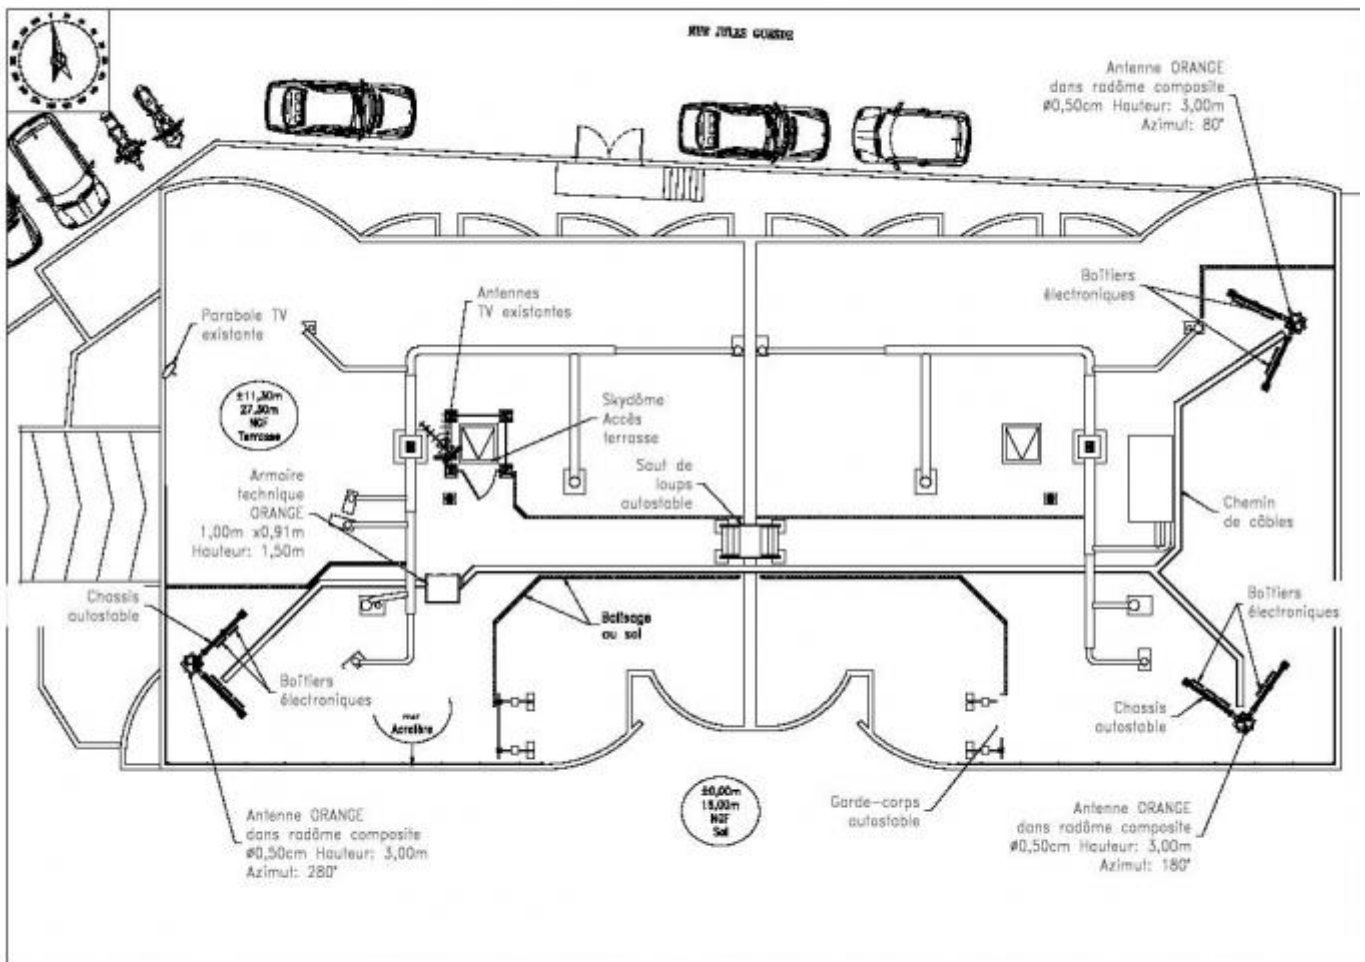 RUE JULES GUESDE
Antenne ORANGE
dans radôme composite
ø0,50cm Hauteur: 3,00m
Azimut: 80°
Boîtiers
électroniques
Antennes
TV existantes
Parabole TV
existante
±11,30m
27,30m
NGF
Terrasse
Skydôme
Accès
terrasse
Armoire
technique
ORANGE
1,00m x0,91m
Hauteur: 1,50m
Saut de
loups
autostable
Chemin
de câbles
Chassis
autostable
Balisage
au sol
Boîtiers
électroniques
Boîtiers
électroniques
Chassis
autostable
mur
Acrotère
±0,00m
NGF
Sol
Garde-corps
autostable
Antenne ORANGE
dans radôme composite
ø0,50cm Hauteur: 3,00m
Azimut: 280°
Antenne ORANGE
dans radôme composite
ø0,50cm Hauteur: 3,00m
Azimut: 180°